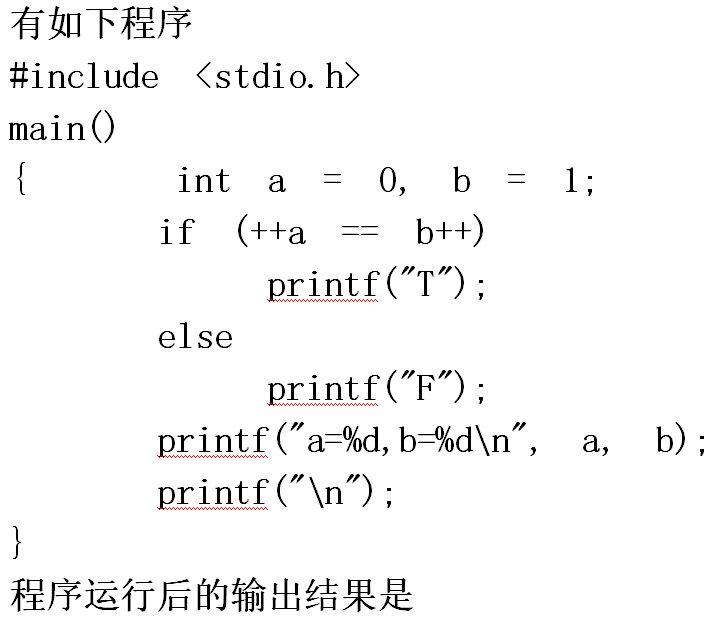 有如下程序
#include <stdio.h>
main()
{ int a = 0, b = 1;
if (++a == b++)
printf("T");
else
printf("F");
printf("a=%d,b=%d\n", a, b);
printf("\n");
}
程序运行后的输出结果是